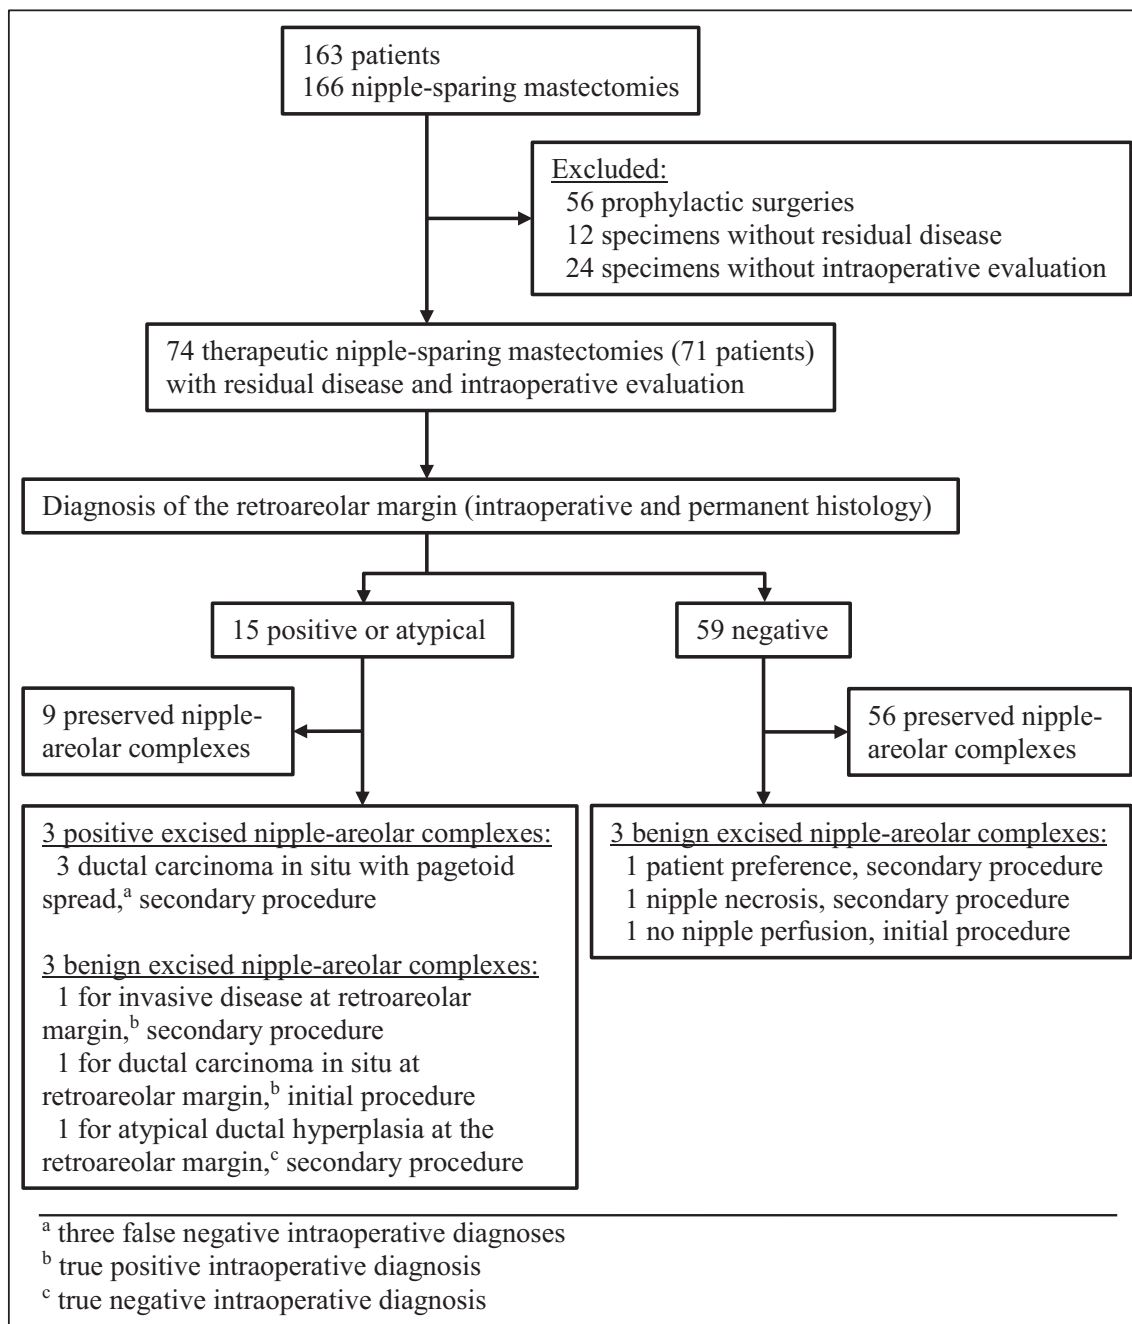 163 patients
166 nipple-sparing mastectomies
Excluded:
56 prophylactic surgeries
12 specimens without residual disease
24 specimens without intraoperative evaluation
74 therapeutic nipple-sparing mastectomies (71 patients)
with residual disease and intraoperative evaluation
Diagnosis of the retroareolar margin (intraoperative and permanent histology)
15 positive or atypical
59 negative
9 preserved nipple-
areolar complexes
56 preserved nipple-
areolar complexes
3 positive excised nipple-areolar complexes:
3 ductal carcinoma in situ with pagetoid
spread,ᵃ secondary procedure
3 benign excised nipple-areolar complexes:
1 for invasive disease at retroareolar
margin,ᵇ secondary procedure
1 for ductal carcinoma in situ at
retroareolar margin,ᵇ initial procedure
1 for atypical ductal hyperplasia at the
retroareolar margin,ᶜ secondary procedure
3 benign excised nipple-areolar complexes:
1 patient preference, secondary procedure
1 nipple necrosis, secondary procedure
1 no nipple perfusion, initial procedure
ᵃ three false negative intraoperative diagnoses
ᵇ true positive intraoperative diagnosis
ᶜ true negative intraoperative diagnosis